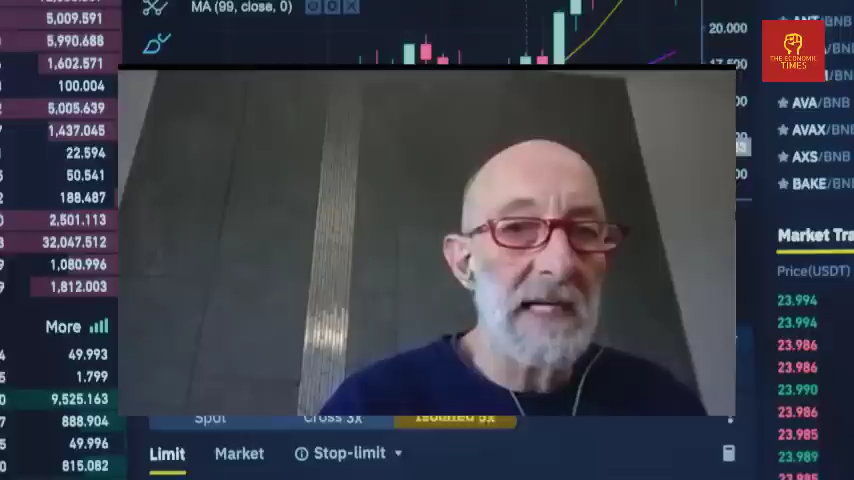 5,009.591
5,990.688
1,602.571
100.004
5,005.639
1,437.045
22.594
50.541
188.487
2,501.113
32,047.512
1,080.996
1,812.003
More
49.993
1.799
9,525.163
888.904
49.996
815.082
MA (99, close, 0)
20.000
Spot
Cross 3x
Isolated 5x
Limit
Market
Stop-limit
THE ECONOMIC
TIMES
AVA/BNB
AVAX/BNB
AXS/BNB
BAKE/BNB
Market Tra
Price(USDT)
23.994
23.994
23.986
23.986
23.990
23.986
23.985
23.989